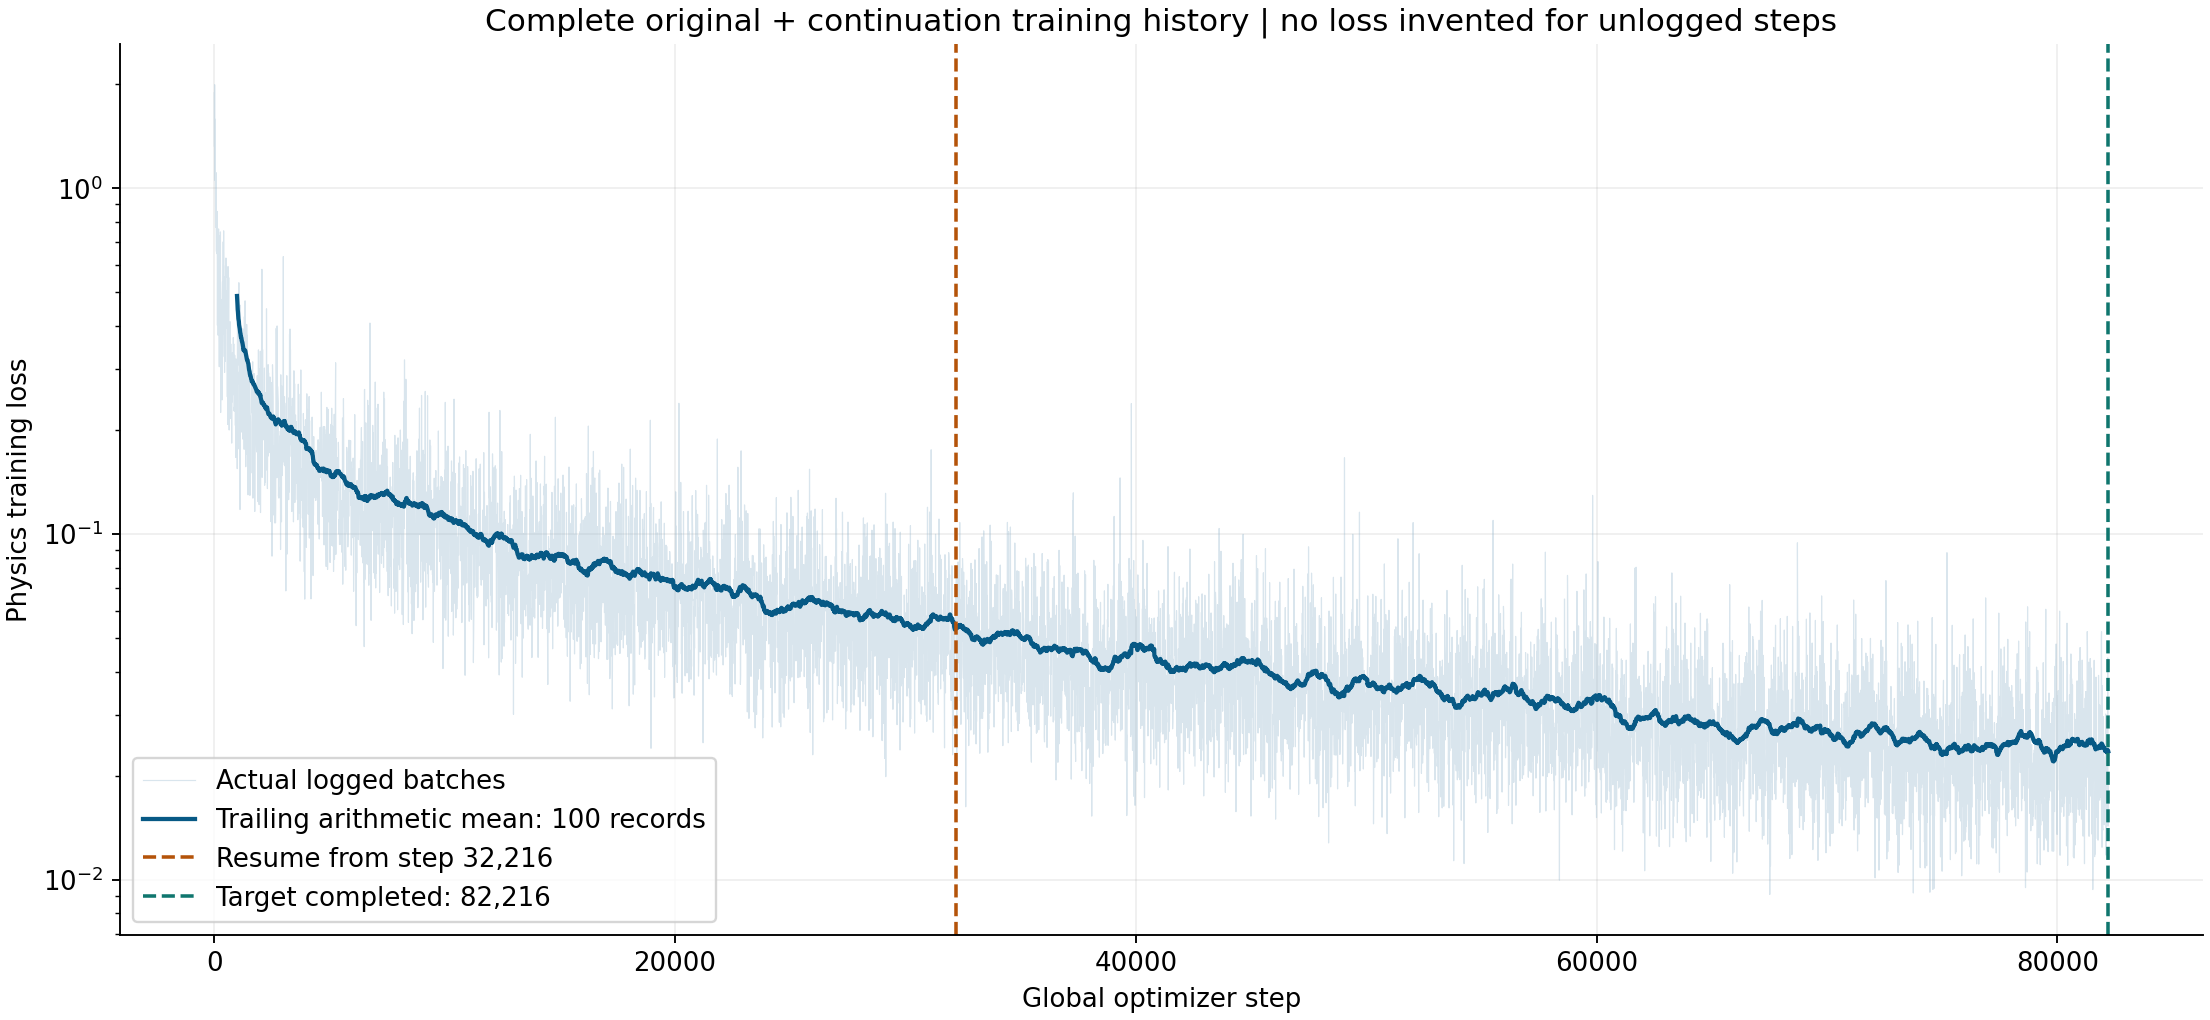 Complete original + continuation training history | no loss invented for unlogged steps
Physics training loss
10⁰
10⁻¹
10⁻²
Actual logged batches
Trailing arithmetic mean: 100 records
Resume from step 32,216
Target completed: 82,216
0 20000 40000 60000 80000
Global optimizer step